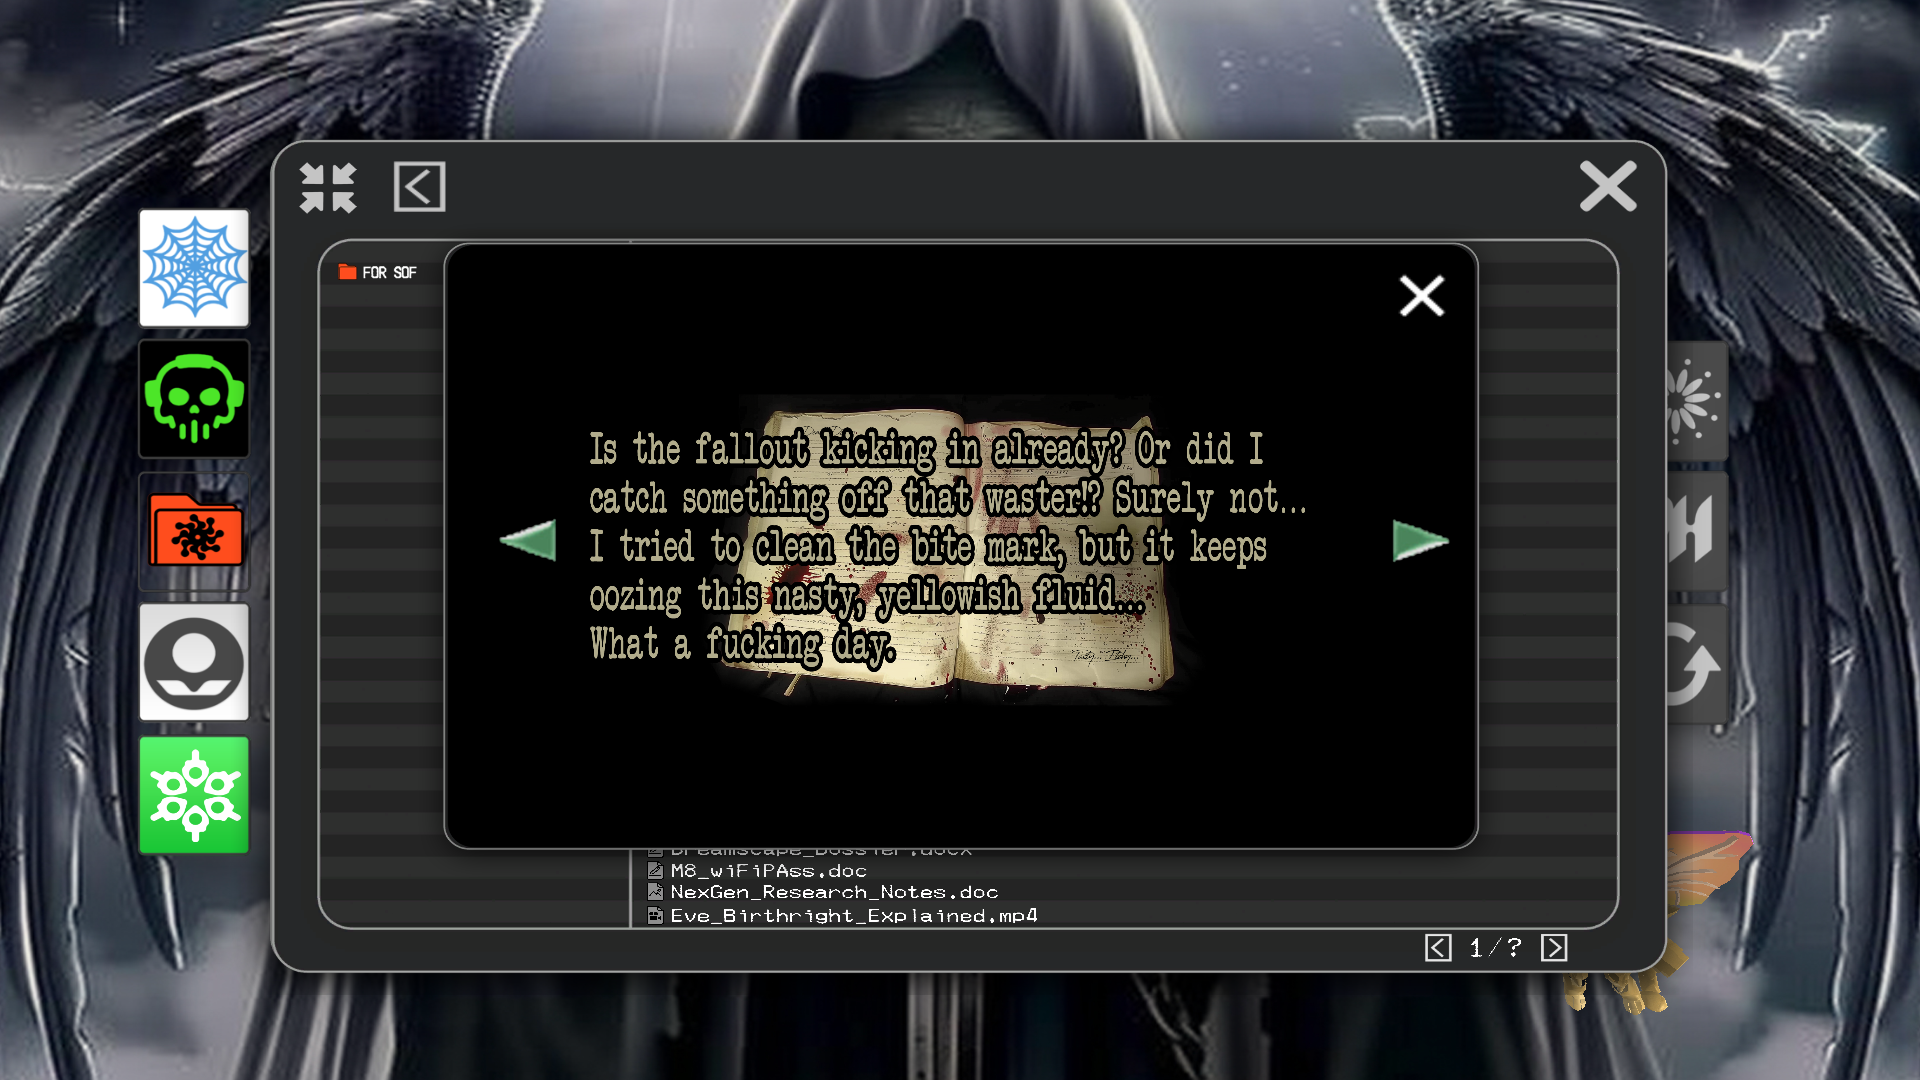 FOR SOF
Is the fallout kicking in already? Or did I
catch something off that waster!? Surely not...
I tried to clean the bite mark, but it keeps
oozing this nasty, yellowish fluid...
What a fucking day.
Dreamscape_Dossier.docx
M8_wiFiPAss.doc
NexGen_Research_Notes.doc
Eve_Birthright_Explained.mp4
1/?